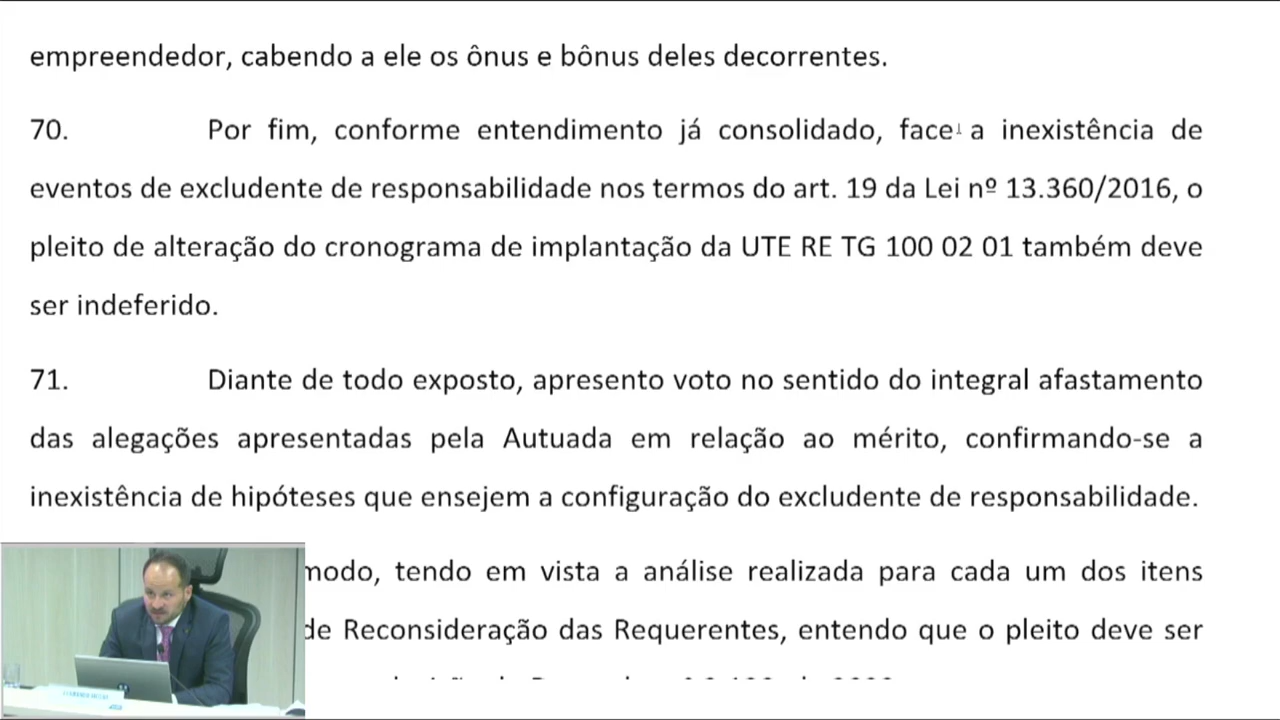 empreendedor, cabendo a ele os ônus e bônus deles decorrentes.
70. Por fim, conforme entendimento já consolidado, face a inexistência de
eventos de excludente de responsabilidade nos termos do art. 19 da Lei nº 13.360/2016, o
pleito de alteração do cronograma de implantação da UTE RE TG 100 02 01 também deve
ser indeferido.
71. Diante de todo exposto, apresento voto no sentido do integral afastamento
das alegações apresentadas pela Autuada em relação ao mérito, confirmando-se a
inexistência de hipóteses que ensejem a configuração do excludente de responsabilidade.
modo, tendo em vista a análise realizada para cada um dos itens
de Reconsideração das Requerentes, entendo que o pleito deve ser